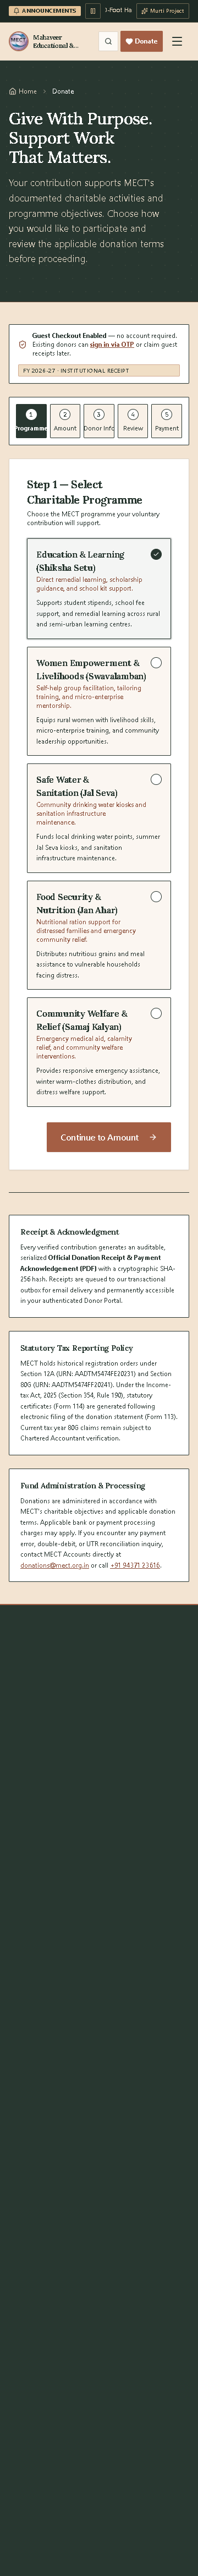 ANNOUNCEMENTS
Murti Project
Mahaveer
Educational &...
MECT
Donate
Home > Donate
Give With Purpose.
Support Work
That Matters.
Your contribution supports MECT's
documented charitable activities and
programme objectives. Choose how
you would like to participate and
review the applicable donation terms
before proceeding.
Guest Checkout Enabled — no account required.
Existing donors can sign in via OTP or claim guest
receipts later.
FY 2026-27 · INSTITUTIONAL RECEIPT
1 2 3 4 5
Programme Amount Donor Info Review Payment
Step 1 — Select
Charitable Programme
Choose the MECT programme your voluntary
contribution will support.
Education & Learning
(Shiksha Setu)
Direct remedial learning, scholarship
guidance, and school kit support.
Supports student stipends, school fee
support, and remedial learning across rural
and semi-urban learning centres.
Women Empowerment &
Livelihoods (Swavalamban)
Self-help group facilitation, tailoring
training, and micro-enterprise
mentorship.
Equips rural women with livelihood skills,
micro-enterprise training, and community
leadership opportunities.
Safe Water &
Sanitation (Jal Seva)
Community drinking water kiosks and
sanitation infrastructure
maintenance.
Funds local drinking water points, summer
Jal Seva kiosks, and sanitation
infrastructure maintenance.
Food Security &
Nutrition (Jan Ahar)
Nutritional ration support for
distressed families and emergency
community relief.
Distributes nutritious grains and meal
assistance to vulnerable households
facing distress.
Community Welfare &
Relief (Samaj Kalyan)
Emergency medical aid, calamity
relief, and community welfare
interventions.
Provides responsive emergency assistance,
winter warm-clothes distribution, and
distress welfare support.
Continue to Amount →
Receipt & Acknowledgment
Every verified contribution generates an auditable,
serialized Official Donation Receipt & Payment
Acknowledgement (PDF) with a cryptographic SHA-
256 hash. Receipts are queued to our transactional
outbox for email delivery and permanently accessible
in your authenticated Donor Portal.
Statutory Tax Reporting Policy
MECT holds historical registration orders under
Section 12A (URN: AADTM5474FE20231) and Section
80G (URN: AADTM5474FF20241). Under the Income-
tax Act, 2025 (Section 354, Rule 190), statutory
certificates (Form 114) are generated following
electronic filing of the donation statement (Form 113).
Current tax year 80G claims remain subject to
Chartered Accountant verification.
Fund Administration & Processing
Donations are administered in accordance with
MECT's charitable objectives and applicable donation
terms. Applicable bank or payment processing
charges may apply. If you encounter any payment
error, double-debit, or UTR reconciliation inquiry,
contact MECT Accounts directly at
donations@mect.org.in or call +91 94371 23616.